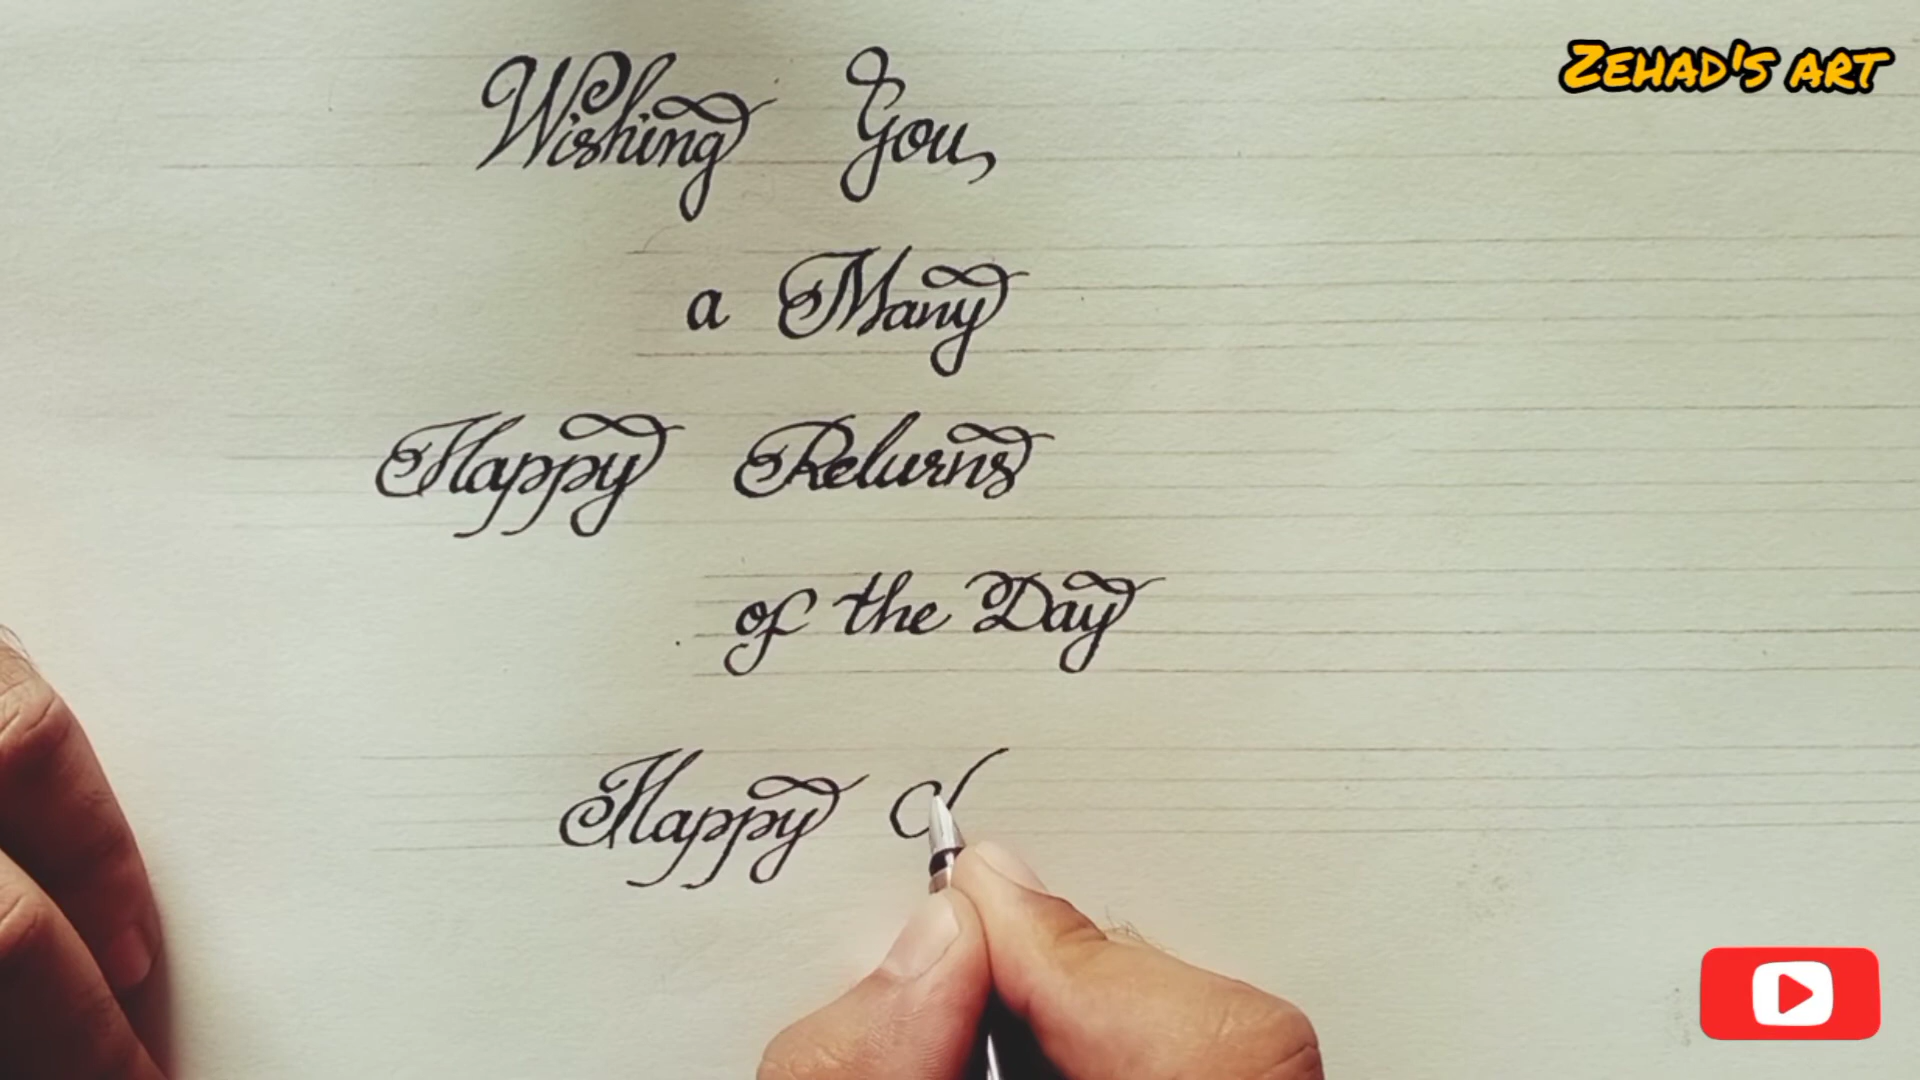 Wishing You,
a Many
Happy Returns
of the Day
Happy
ZEHAD'S ART